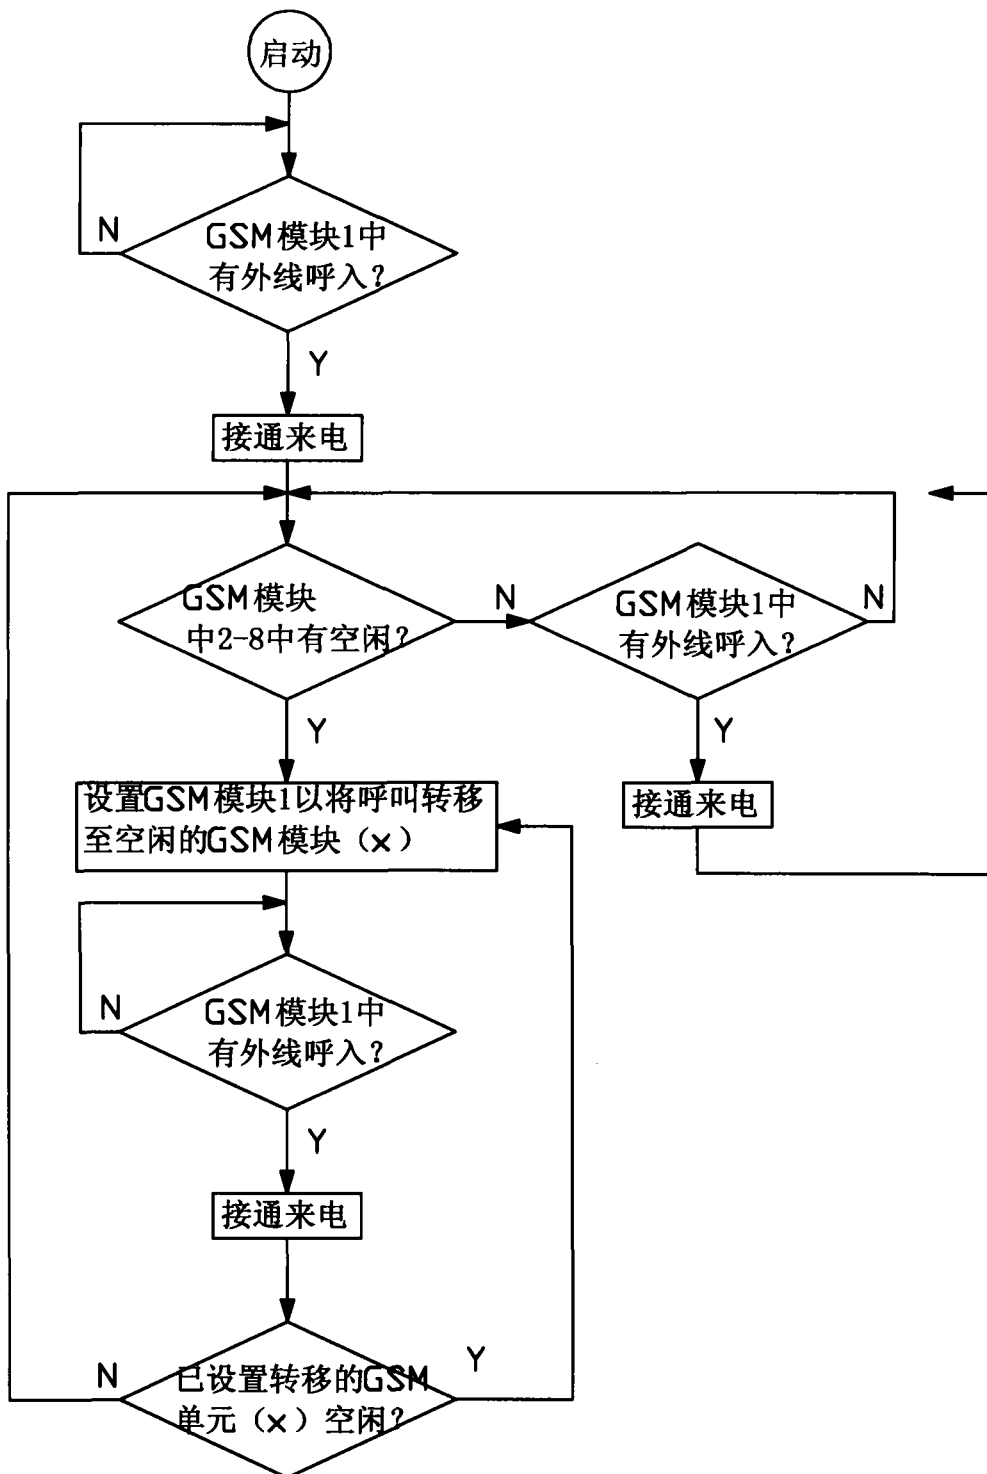 启动
N
GSM模块1中
有外线呼入?
Y
接通来电
GSM模块
中2-8中有空闲?
N
GSM模块1中
有外线呼入?
N
Y
Y
设置GSM模块1以将呼叫转移
至空闲的GSM模块（x）
接通来电
N
GSM模块1中
有外线呼入?
Y
接通来电
N
已设置转移的GSM
单元（x）空闲?
Y